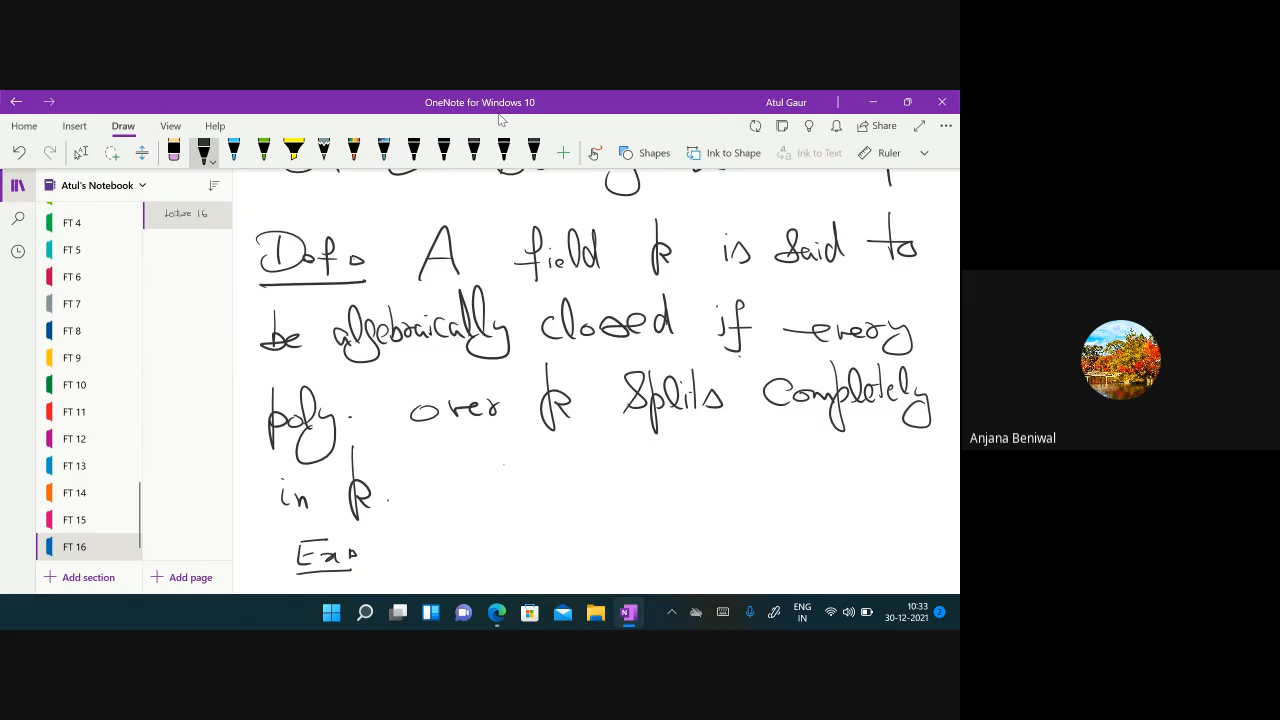 OneNote for Windows 10
Atul Gaur
Home Insert Draw View Help
Share
Shapes Ink to Shape Ink to Text Ruler
Atul's Notebook
Lecture 16
FT 4
FT 5
FT 6
FT 7
FT 8
FT 9
FT 10
FT 11
FT 12
FT 13
FT 14
FT 15
FT 16
Add section Add page
Def. A field k is said to
be algebraically closed if every
poly. over k splits completely
in k.
Ex.
Anjana Beniwal
ENG
IN
10:33
30-12-2021
2